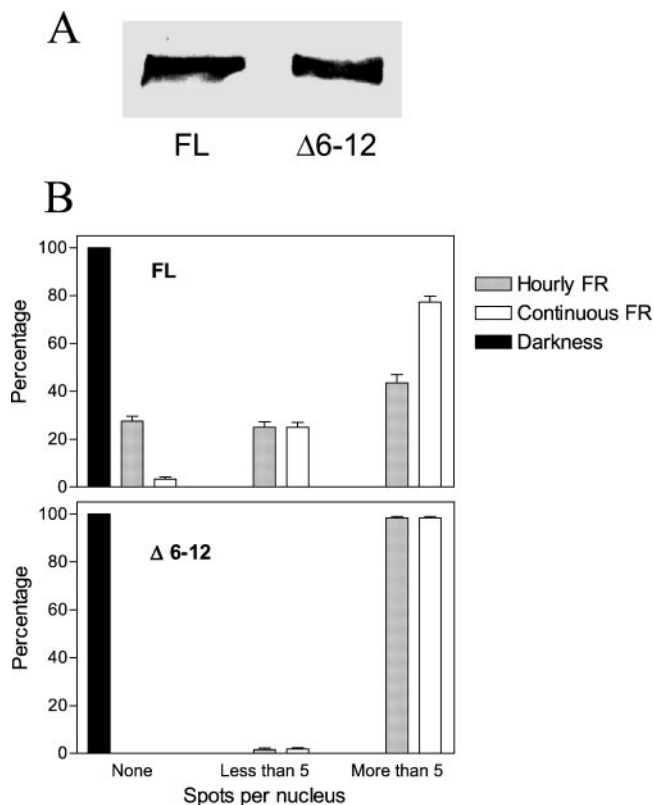 A
FL Δ6-12
B
100
80
60
40
20
0
Percentage
FL
Hourly FR
Continuous FR
Darkness
100
80
60
40
20
0
Percentage
Δ 6-12
None Less than 5 More than 5
Spots per nucleus